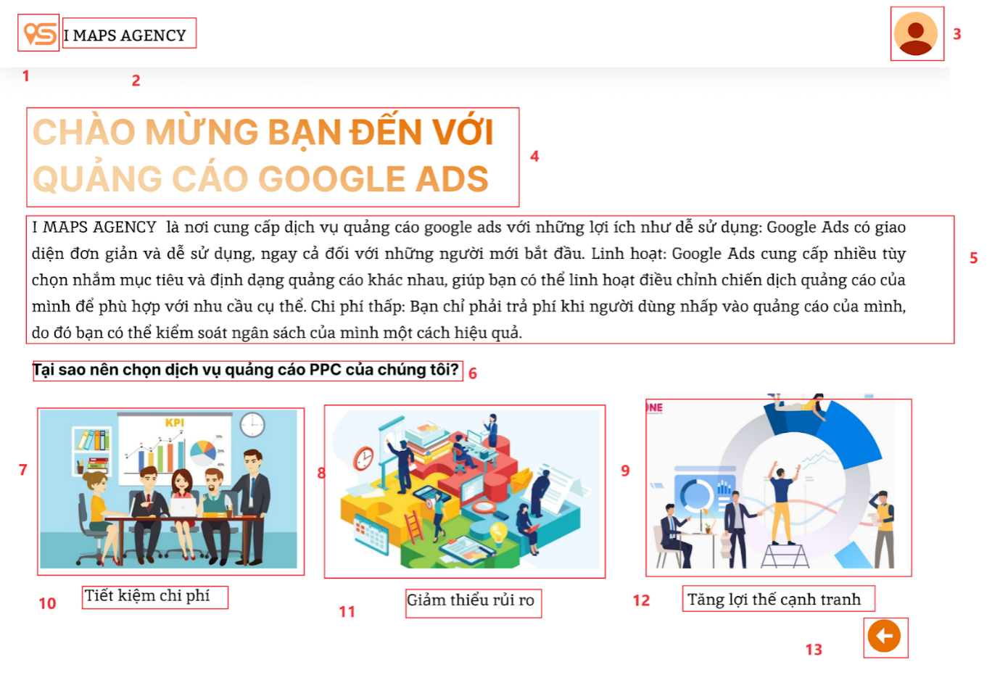 I MAPS AGENCY
3
1
2
CHÀO MỪNG BẠN ĐẾN VỚI
QUẢNG CÁO GOOGLE ADS
4
I MAPS AGENCY là nơi cung cấp dịch vụ quảng cáo google ads với những lợi ích như dễ sử dụng: Google Ads có giao
diện đơn giản và dễ sử dụng, ngay cả đối với những người mới bắt đầu. Linh hoạt: Google Ads cung cấp nhiều tùy
chọn nhắm mục tiêu và định dạng quảng cáo khác nhau, giúp bạn có thể linh hoạt điều chỉnh chiến dịch quảng cáo của
mình để phù hợp với nhu cầu cụ thể. Chi phí thấp: Bạn chỉ phải trả phí khi người dùng nhấp vào quảng cáo của mình,
do đó bạn có thể kiểm soát ngân sách của mình một cách hiệu quả.
5
Tại sao nên chọn dịch vụ quảng cáo PPC của chúng tôi?
6
KPI
7
8
NE
9
10
Tiết kiệm chi phí
11
Giảm thiểu rủi ro
12
Tăng lợi thế cạnh tranh
13